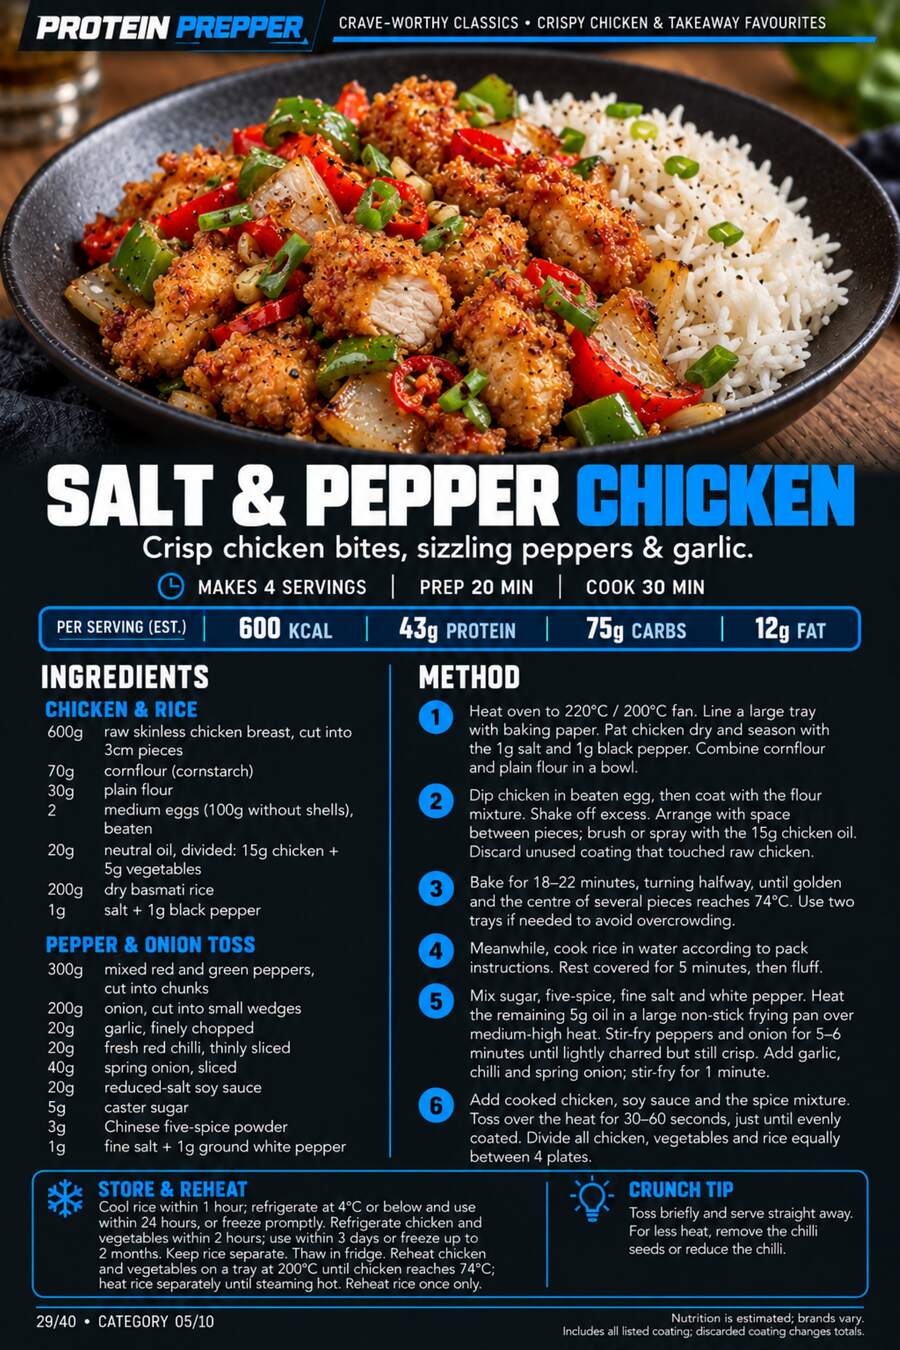 PROTEIN PREPPER
CRAVE-WORTHY CLASSICS • CRISPY CHICKEN & TAKEAWAY FAVOURITES
SALT & PEPPER CHICKEN
Crisp chicken bites, sizzling peppers & garlic.
MAKES 4 SERVINGS | PREP 20 MIN | COOK 30 MIN
PER SERVING (EST.) | 600 KCAL | 43g PROTEIN | 75g CARBS | 12g FAT
INGREDIENTS
CHICKEN & RICE
600g raw skinless chicken breast, cut into
3cm pieces
70g cornflour (cornstarch)
30g plain flour
2 medium eggs (100g without shells),
beaten
20g neutral oil, divided: 15g chicken +
5g vegetables
200g dry basmati rice
1g salt + 1g black pepper
PEPPER & ONION TOSS
300g mixed red and green peppers,
cut into chunks
200g onion, cut into small wedges
20g garlic, finely chopped
20g fresh red chilli, thinly sliced
40g spring onion, sliced
20g reduced-salt soy sauce
5g caster sugar
3g Chinese five-spice powder
1g fine salt + 1g ground white pepper
METHOD
1 Heat oven to 220°C / 200°C fan. Line a large tray
with baking paper. Pat chicken dry and season with
the 1g salt and 1g black pepper. Combine cornflour
and plain flour in a bowl.
2 Dip chicken in beaten egg, then coat with the flour
mixture. Shake off excess. Arrange with space
between pieces; brush or spray with the 15g chicken oil.
Discard unused coating that touched raw chicken.
3 Bake for 18–22 minutes, turning halfway, until golden
and the centre of several pieces reaches 74°C. Use two
trays if needed to avoid overcrowding.
4 Meanwhile, cook rice in water according to pack
instructions. Rest covered for 5 minutes, then fluff.
5 Mix sugar, five-spice, fine salt and white pepper. Heat
the remaining 5g oil in a large non-stick frying pan over
medium-high heat. Stir-fry peppers and onion for 5–6
minutes until lightly charred but still crisp. Add garlic,
chilli and spring onion; stir-fry for 1 minute.
6 Add cooked chicken, soy sauce and the spice mixture.
Toss over the heat for 30–60 seconds, just until evenly
coated. Divide all chicken, vegetables and rice equally
between 4 plates.
STORE & REHEAT
Cool rice within 1 hour; refrigerate at 4°C or below and use
within 24 hours, or freeze promptly. Refrigerate chicken and
vegetables within 2 hours; use within 3 days or freeze up to
2 months. Keep rice separate. Thaw in fridge. Reheat chicken
and vegetables on a tray at 200°C until chicken reaches 74°C;
heat rice separately until steaming hot. Reheat rice once only.
CRUNCH TIP
Toss briefly and serve straight away.
For less heat, remove the chilli
seeds or reduce the chilli.
29/40 • CATEGORY 05/10
Nutrition is estimated; brands vary.
Includes all listed coating; discarded coating changes totals.